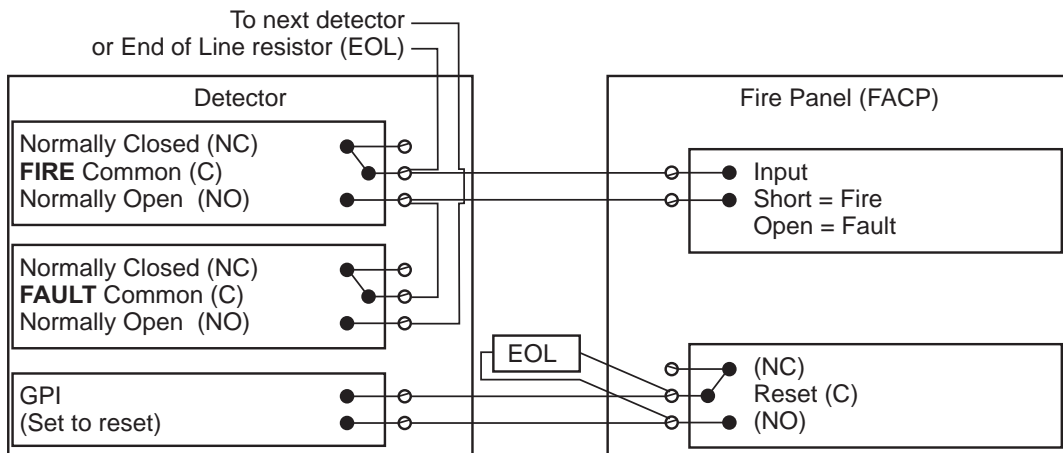 To next detector
or End of Line resistor (EOL)
Detector
Normally Closed (NC)
FIRE Common (C)
Normally Open (NO)
Normally Closed (NC)
FAULT Common (C)
Normally Open (NO)
GPI
(Set to reset)
EOL
Fire Panel (FACP)
Input
Short = Fire
Open = Fault
(NC)
Reset (C)
(NO)